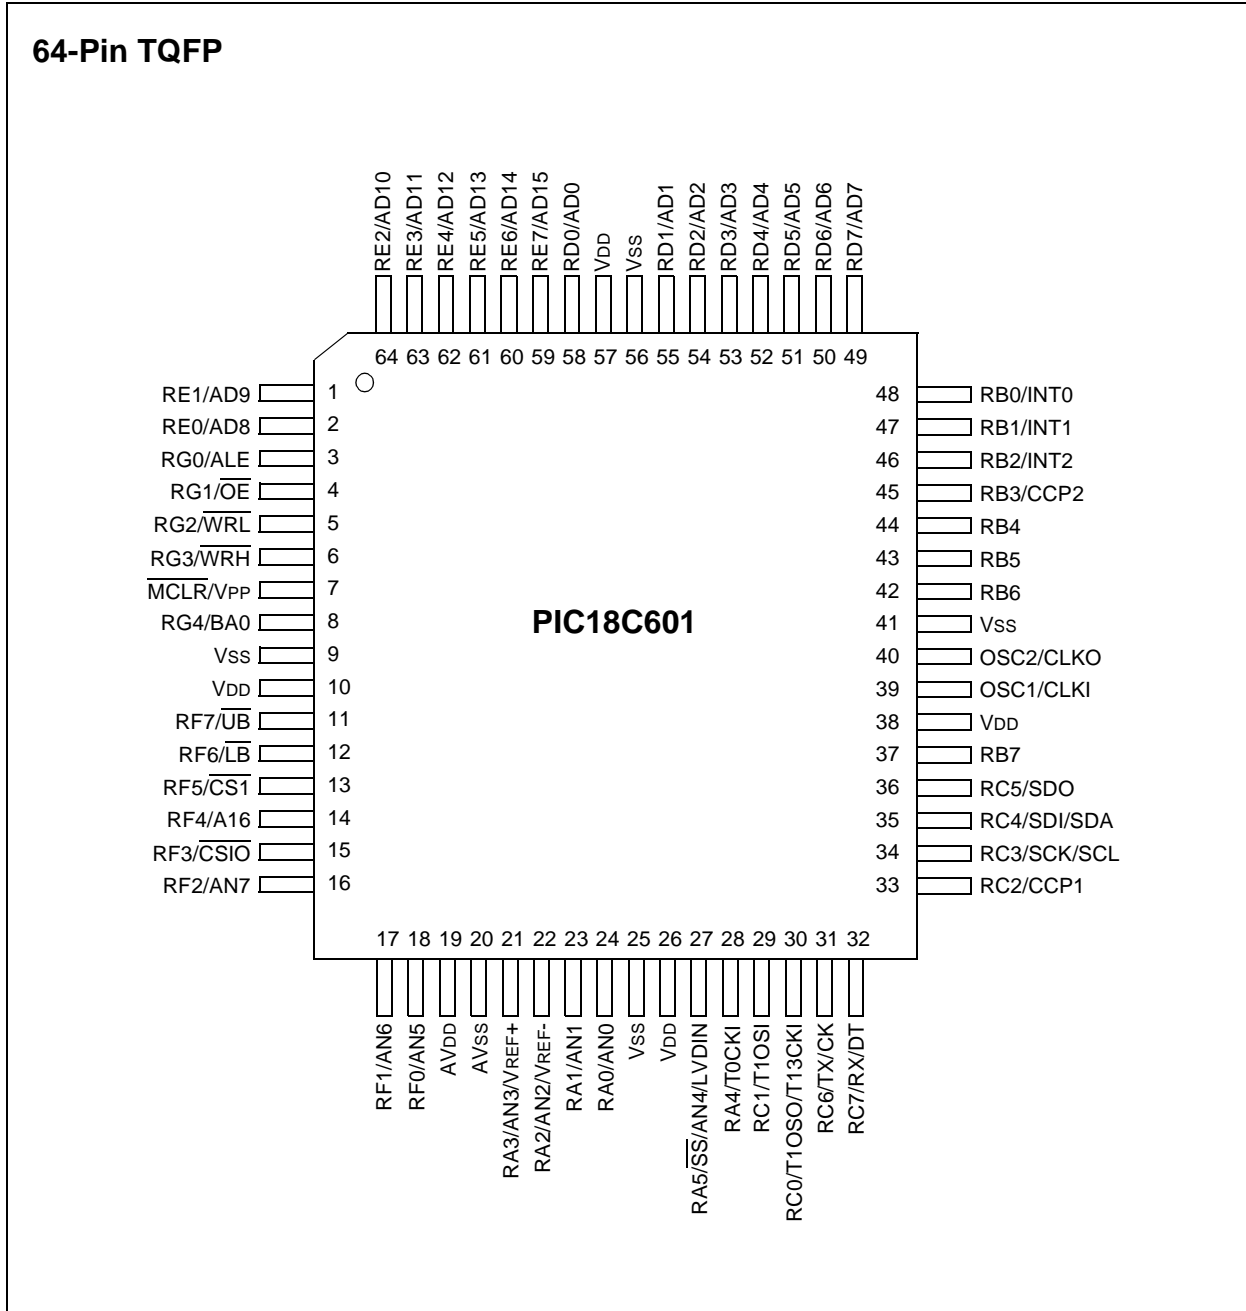 64-Pin TQFP
RE2/AD10
RE3/AD11
RE4/AD12
RE5/AD13
RE6/AD14
RE7/AD15
RD0/AD0
VDD
VSS
RD1/AD1
RD2/AD2
RD3/AD3
RD4/AD4
RD5/AD5
RD6/AD6
RD7/AD7
64 63 62 61 60 59 58 57 56 55 54 53 52 51 50 49
RE1/AD9 1 48 RB0/INT0
RE0/AD8 2 47 RB1/INT1
RG0/ALE 3 46 RB2/INT2
RG1/O̅E̅ 4 45 RB3/CCP2
RG2/W̅R̅L̅ 5 44 RB4
RG3/W̅R̅H̅ 6 43 RB5
M̅C̅L̅R̅/VPP 7 42 RB6
RG4/BA0 8 PIC18C601 41 VSS
VSS 9 40 OSC2/CLKO
VDD 10 39 OSC1/CLKI
RF7/U̅B̅ 11 38 VDD
RF6/L̅B̅ 12 37 RB7
RF5/C̅S̅1̅ 13 36 RC5/SDO
RF4/A16 14 35 RC4/SDI/SDA
RF3/C̅S̅I̅O̅ 15 34 RC3/SCK/SCL
RF2/AN7 16 33 RC2/CCP1
17 18 19 20 21 22 23 24 25 26 27 28 29 30 31 32
RF1/AN6
RF0/AN5
AVDD
AVSS
RA3/AN3/VREF+
RA2/AN2/VREF-
RA1/AN1
RA0/AN0
VSS
VDD
RA5/S̅S̅/AN4/LVDIN
RA4/T0CKI
RC1/T1OSI
RC0/T1OSO/T13CKI
RC6/TX/CK
RC7/RX/DT